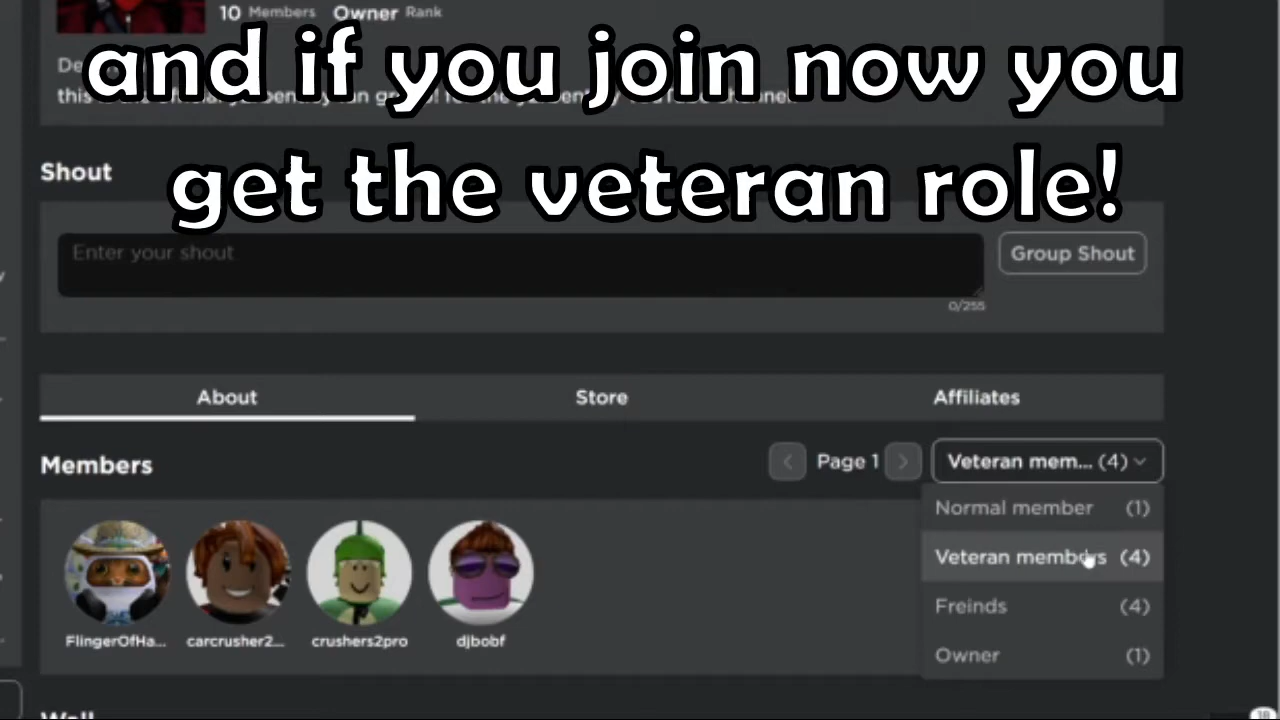 10 Members Owner Rank
and if you join now you
get the veteran role!
Shout
Enter your shout
Group Shout
0/255
About Store Affiliates
Members
Page 1
Veteran mem... (4)
Normal member (1)
Veteran members (4)
Freinds (4)
Owner (1)
FlingerOfHa... carcrusher2... crushers2pro djbobf